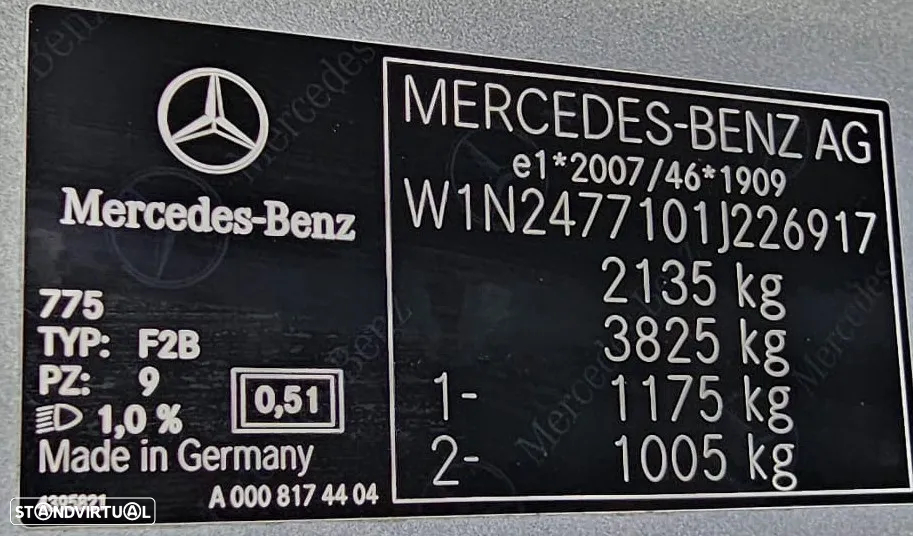 Mercedes-Benz
775
TYP: F2B
PZ: 9
1,0 %
0,51
Made in Germany
A 000 817 44 04
MERCEDES-BENZ AG
e1*2007/46*1909
W1N2477101J226917
2135 kg
3825 kg
1- 1175 kg
2- 1005 kg
STANDVIRTUAL